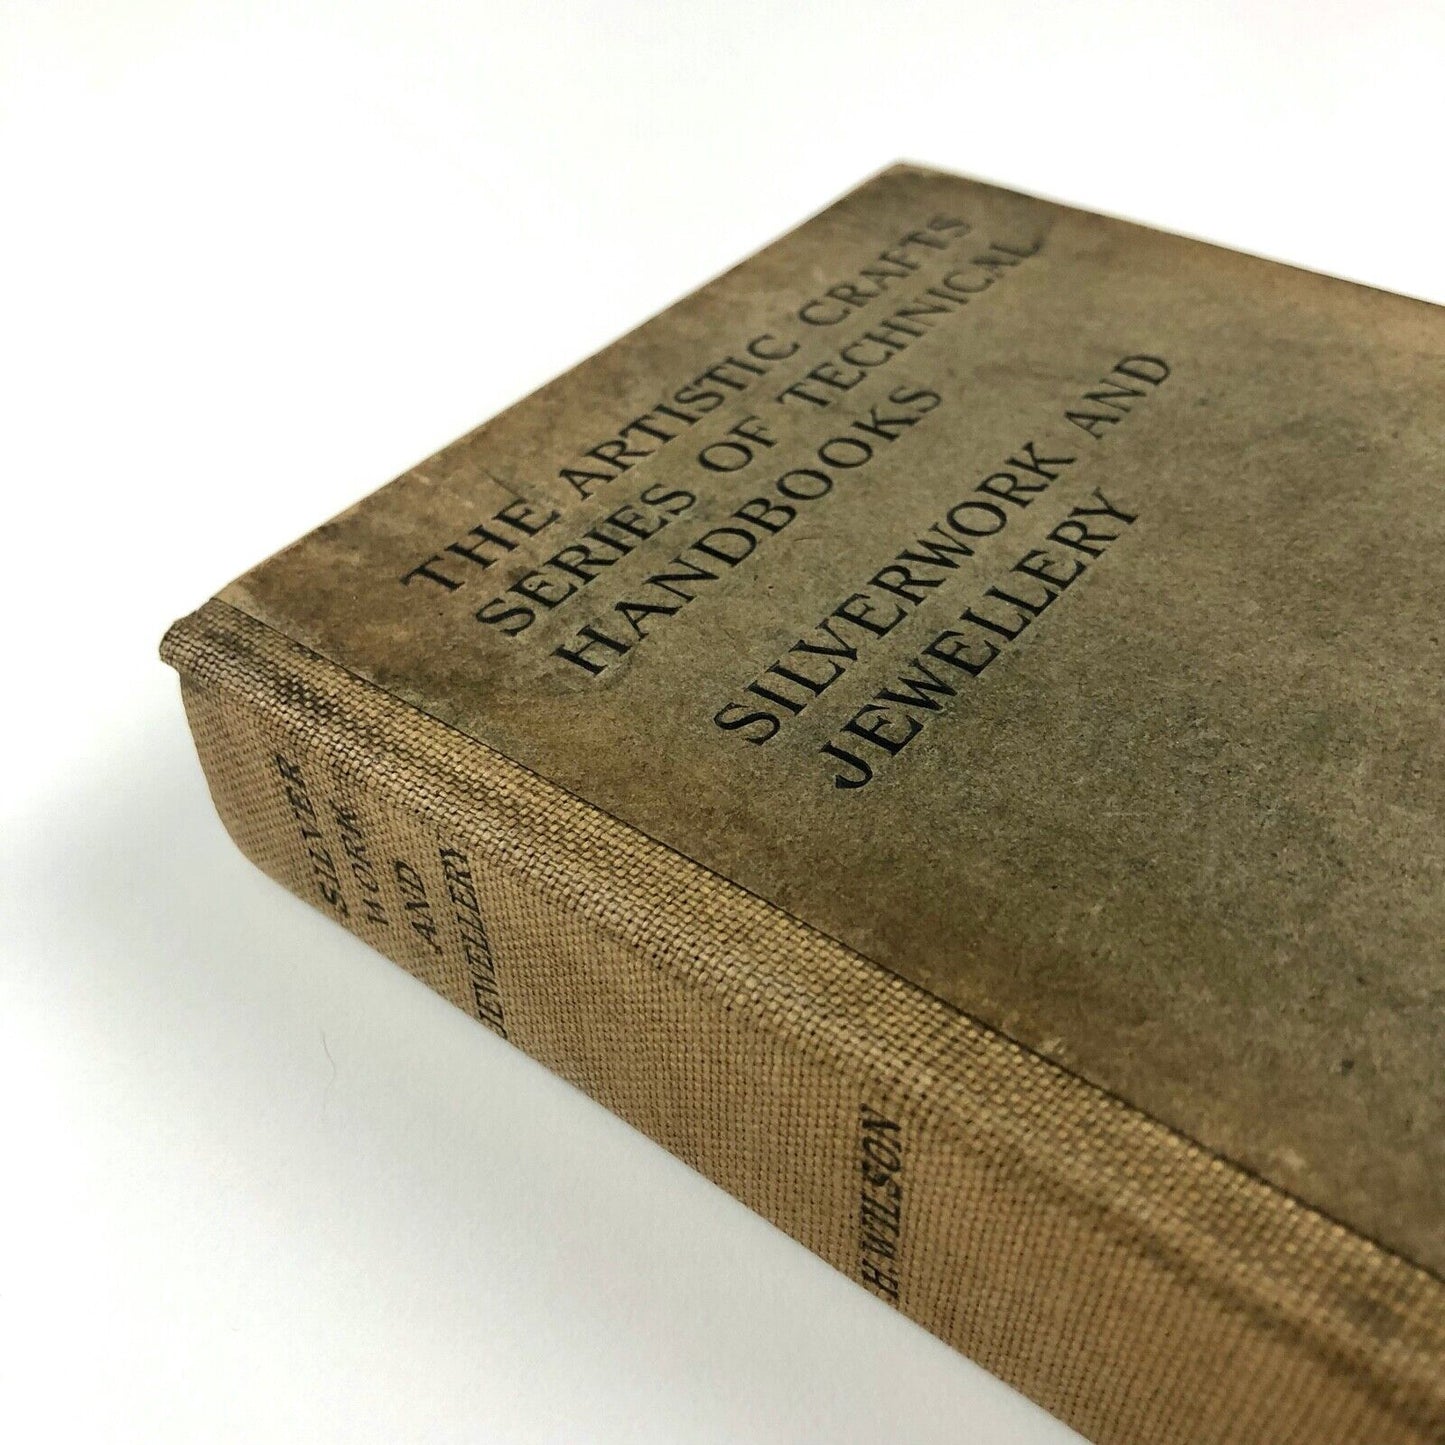 THE ARTISTIC CRAFTS
SERIES OF TECHNICAL
HANDBOOKS
SILVERWORK AND
JEWELLERY
SILVER
WORK
AND
JEWELLERY
H. WILSON